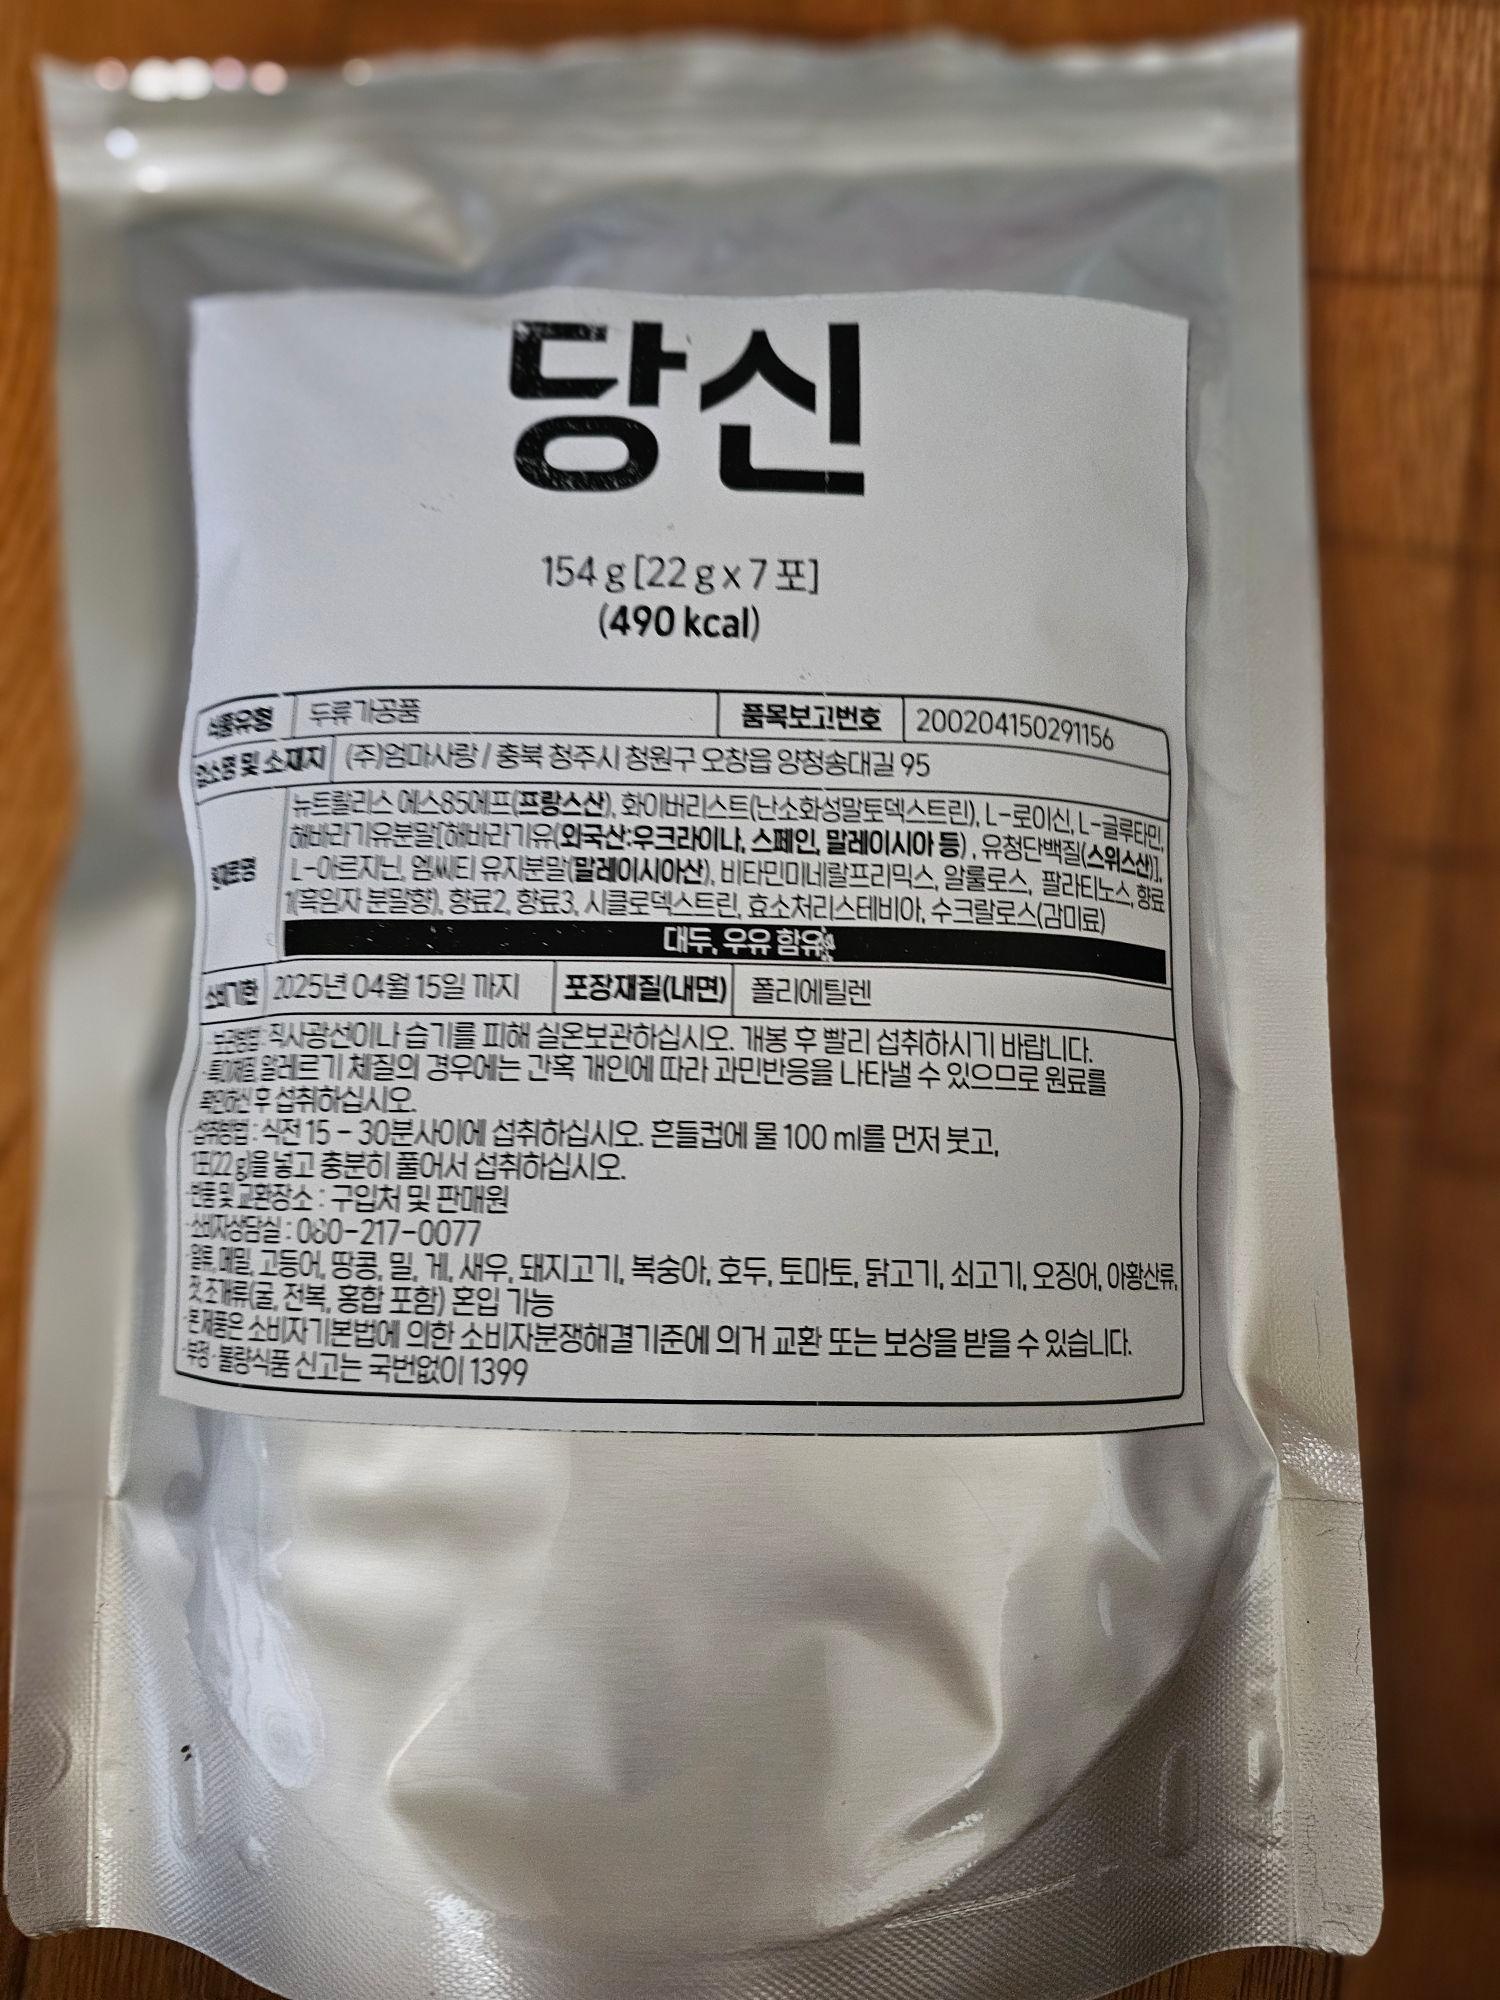 당신
154 g [22 g x 7 포]
(490 kcal)
식품유형 두류가공품 품목보고번호 200204150291156
업소명 및 소재지 (주)엄마사랑 / 충북 청주시 청원구 오창읍 양청송대길 95
뉴트랄리스 에스85에프(프랑스산), 화이버리스트(난소화성말토덱스트린), L-로이신, L-글루타민,
해바라기유분말[해바라기유(외국산:우크라이나, 스페인, 말레이시아 등) , 유청단백질(스위스산)],
원재료명 L-아르지닌, 엠씨티 유지분말(말레이시아산), 비타민미네랄프리믹스, 알룰로스, 팔라티노스, 향료
1(흑임자 분말향), 향료2, 향료3, 시클로덱스트린, 효소처리스테비아, 수크랄로스(감미료)
대두, 우유 함유
소비기한 2025년 04월 15일 까지 포장재질(내면) 폴리에틸렌
·보관방법: 직사광선이나 습기를 피해 실온보관하십시오. 개봉 후 빨리 섭취하시기 바랍니다.
·특이체질 알레르기 체질의 경우에는 간혹 개인에 따라 과민반응을 나타낼 수 있으므로 원료를
확인하신 후 섭취하십시오.
·섭취방법 : 식전 15 - 30분사이에 섭취하십시오. 흔들컵에 물 100 ml를 먼저 붓고,
1포(22 g)을 넣고 충분히 풀어서 섭취하십시오.
·반품 및 교환장소 : 구입처 및 판매원
·소비자상담실 : 080-217-0077
·알류, 메밀, 고등어, 땅콩, 밀, 게, 새우, 돼지고기, 복숭아, 호두, 토마토, 닭고기, 쇠고기, 오징어, 아황산류,
잣,조개류(굴, 전복, 홍합 포함) 혼입 가능
·본 제품은 소비자기본법에 의한 소비자분쟁해결기준에 의거 교환 또는 보상을 받을 수 있습니다.
·부정·불량식품 신고는 국번없이 1399